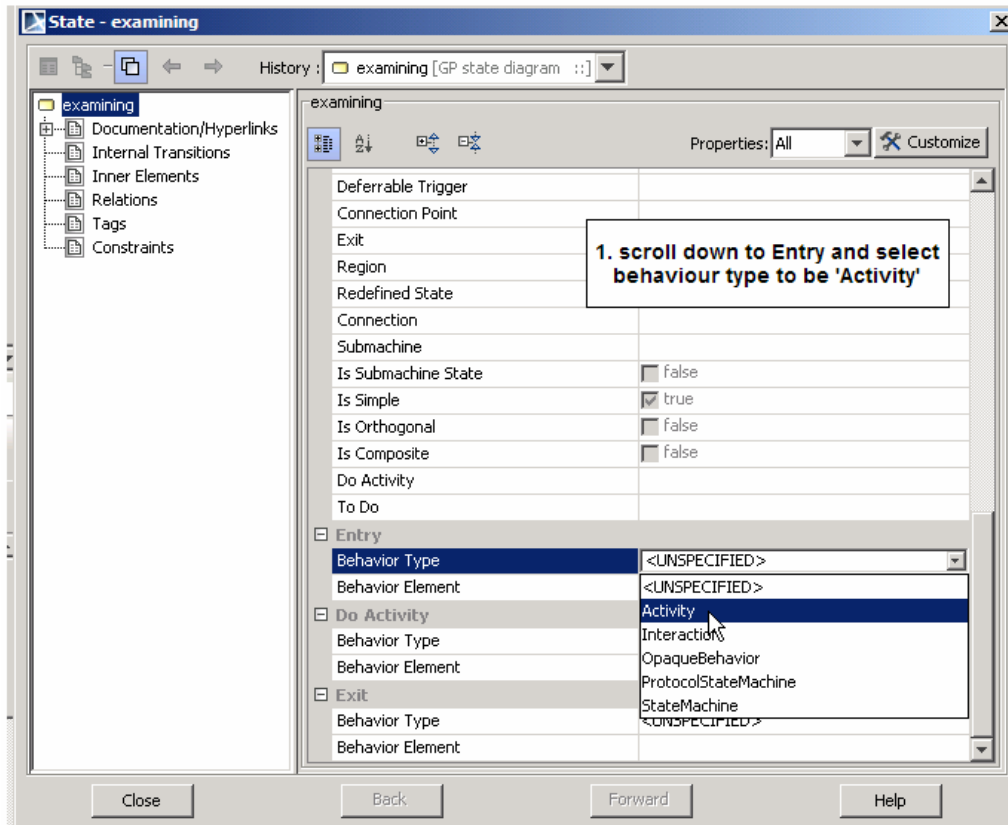 State - examining
History : examining [GP state diagram ::]
examining
Documentation/Hyperlinks
Internal Transitions
Inner Elements
Relations
Tags
Constraints
examining
Properties: All Customize
Deferrable Trigger
Connection Point
Exit
Region
Redefined State
Connection
Submachine
Is Submachine State false
Is Simple true
Is Orthogonal false
Is Composite false
Do Activity
To Do
1. scroll down to Entry and select
behaviour type to be 'Activity'
Entry
Behavior Type <UNSPECIFIED>
Behavior Element
<UNSPECIFIED>
Activity
Interaction
OpaqueBehavior
ProtocolStateMachine
StateMachine
Do Activity
Behavior Type
Behavior Element
Exit
Behavior Type <UNSPECIFIED>
Behavior Element
Close Back Forward Help